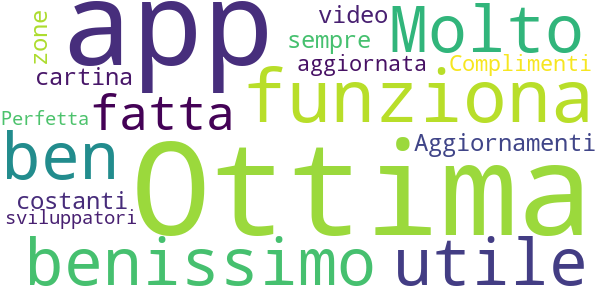 zone
app
video
Molto
sempre
cartina
aggiornata
Complimenti
fatta
funziona
Perfetta
ben
Ottima
Aggiornamenti
costanti
sviluppatori
benissimo
utile